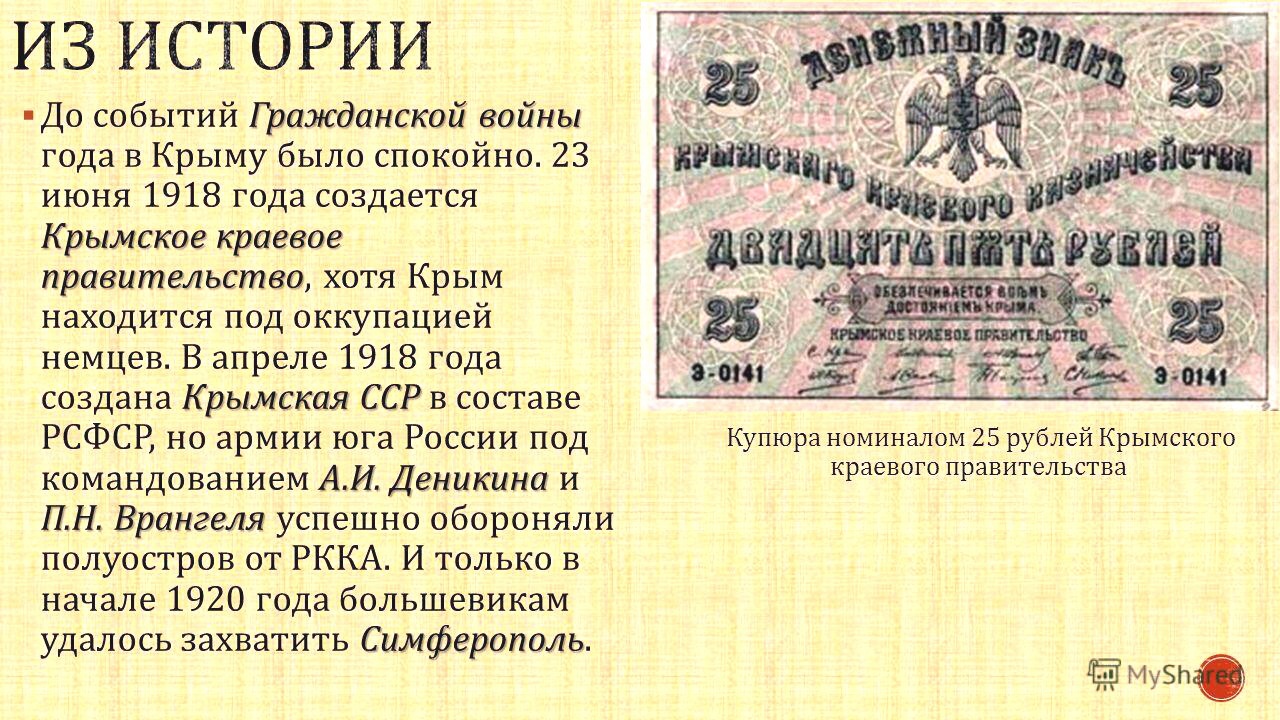 ИЗ ИСТОРИИ
До событий Гражданской войны
года в Крыму было спокойно. 23
июня 1918 года создается
Крымское краевое
правительство, хотя Крым
находится под оккупацией
немцев. В апреле 1918 года
создана Крымская ССР в составе
РСФСР, но армии юга России под
командованием А.И. Деникина и
П.Н. Врангеля успешно обороняли
полуостров от РККА. И только в
начале 1920 года большевикам
удалось захватить Симферополь.
ДЕНЕЖНЫЙ ЗНАКЪ
25 25
КРЫМСКАГО КРАЕВОГО КАЗНАЧЕЙСТВА
ДВАДЦАТЬ ПЯТЬ РУБЛЕЙ
ОБЕЗПЕЧИВАЕТСЯ ВСѢМЪ
ДОСТОЯНІЕМЪ КРЫМА
25 25
КРЫМСКОЕ КРАЕВОЕ ПРАВИТЕЛЬСТВО
Э-0141 Э-0141
Купюра номиналом 25 рублей Крымского
краевого правительства
MyShared